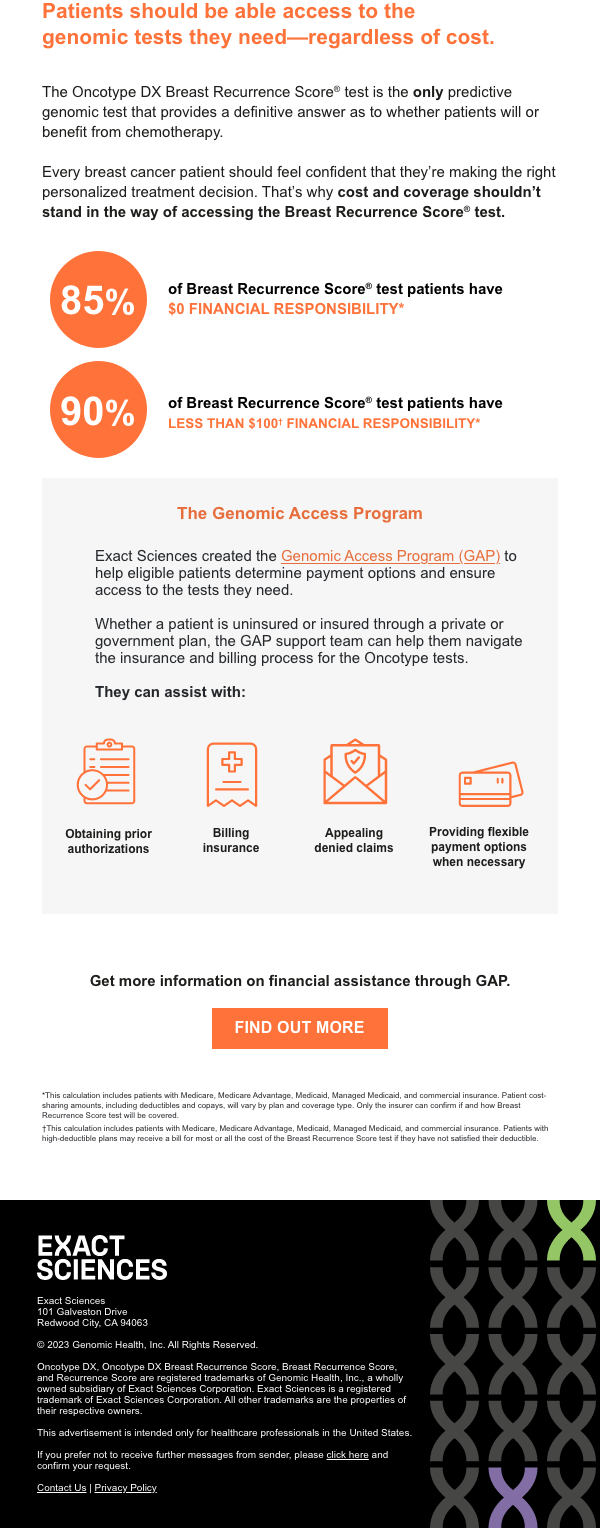 Patients should be able access to the
genomic tests they need—regardless of cost.
The Oncotype DX Breast Recurrence Score® test is the only predictive
genomic test that provides a definitive answer as to whether patients will or
benefit from chemotherapy.
Every breast cancer patient should feel confident that they're making the right
personalized treatment decision. That's why cost and coverage shouldn't
stand in the way of accessing the Breast Recurrence Score® test.
85%
of Breast Recurrence Score® test patients have
$0 FINANCIAL RESPONSIBILITY*
90%
of Breast Recurrence Score® test patients have
LESS THAN $100† FINANCIAL RESPONSIBILITY*
The Genomic Access Program
Exact Sciences created the Genomic Access Program (GAP) to
help eligible patients determine payment options and ensure
access to the tests they need.
Whether a patient is uninsured or insured through a private or
government plan, the GAP support team can help them navigate
the insurance and billing process for the Oncotype tests.
They can assist with:
Obtaining prior
authorizations
Billing
insurance
Appealing
denied claims
Providing flexible
payment options
when necessary
Get more information on financial assistance through GAP.
FIND OUT MORE
*This calculation includes patients with Medicare, Medicare Advantage, Medicaid, Managed Medicaid, and commercial insurance. Patient cost-
sharing amounts, including deductibles and copays, will vary by plan and coverage type. Only the insurer can confirm if and how Breast
Recurrence Score test will be covered.
†This calculation includes patients with Medicare, Medicare Advantage, Medicaid, Managed Medicaid, and commercial insurance. Patients with
high-deductible plans may receive a bill for most or all the cost of the Breast Recurrence Score test if they have not satisfied their deductible.
EXACT
SCIENCES
Exact Sciences
101 Galveston Drive
Redwood City, CA 94063
© 2023 Genomic Health, Inc. All Rights Reserved.
Oncotype DX, Oncotype DX Breast Recurrence Score, Breast Recurrence Score,
and Recurrence Score are registered trademarks of Genomic Health, Inc., a wholly
owned subsidiary of Exact Sciences Corporation. Exact Sciences is a registered
trademark of Exact Sciences Corporation. All other trademarks are the properties of
their respective owners.
This advertisement is intended only for healthcare professionals in the United States.
If you prefer not to receive further messages from sender, please click here and
confirm your request.
Contact Us | Privacy Policy